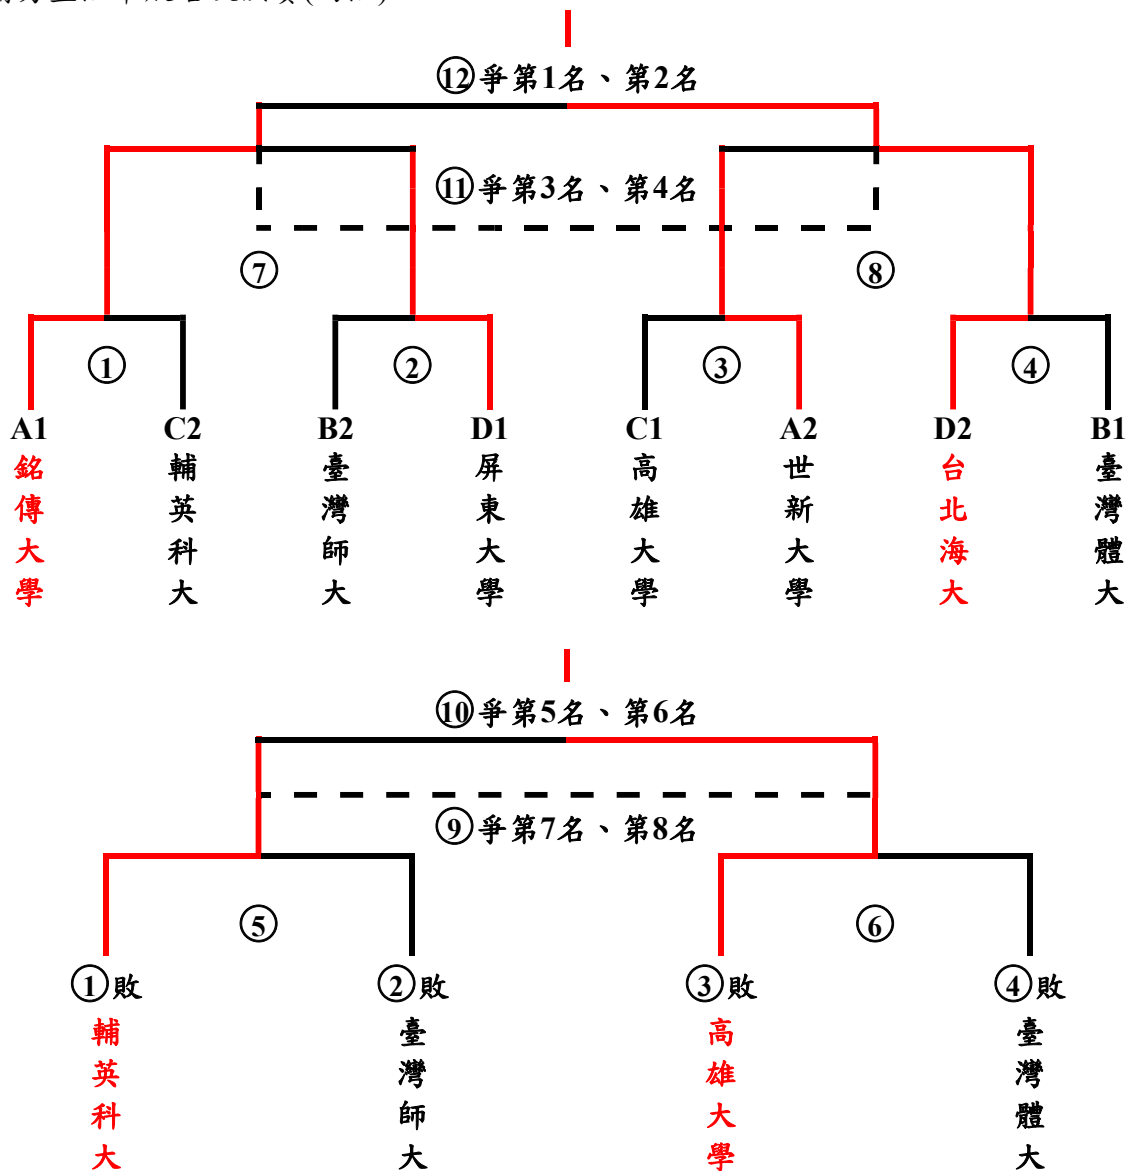 ⑫爭第1名、第2名
⑪爭第3名、第4名
⑦ ⑧
① ② ③ ④
A1 C2 B2 D1 C1 A2 D2 B1
銘傳大學
輔英科大
臺灣師大
屏東大學
高雄大學
世新大學
台北海大
臺灣體大
⑩爭第5名、第6名
⑨爭第7名、第8名
⑤ ⑥
①敗 ②敗 ③敗 ④敗
輔英科大
臺灣師大
高雄大學
臺灣體大